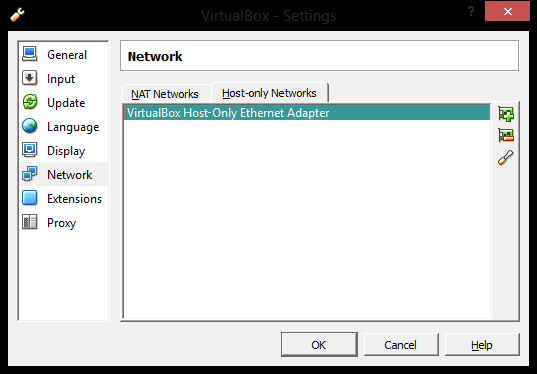 VirtualBox - Settings
?
General
Input
Update
Language
Display
Network
Extensions
Proxy
Network
NAT Networks
Host-only Networks
VirtualBox Host-Only Ethernet Adapter
OK
Cancel
Help